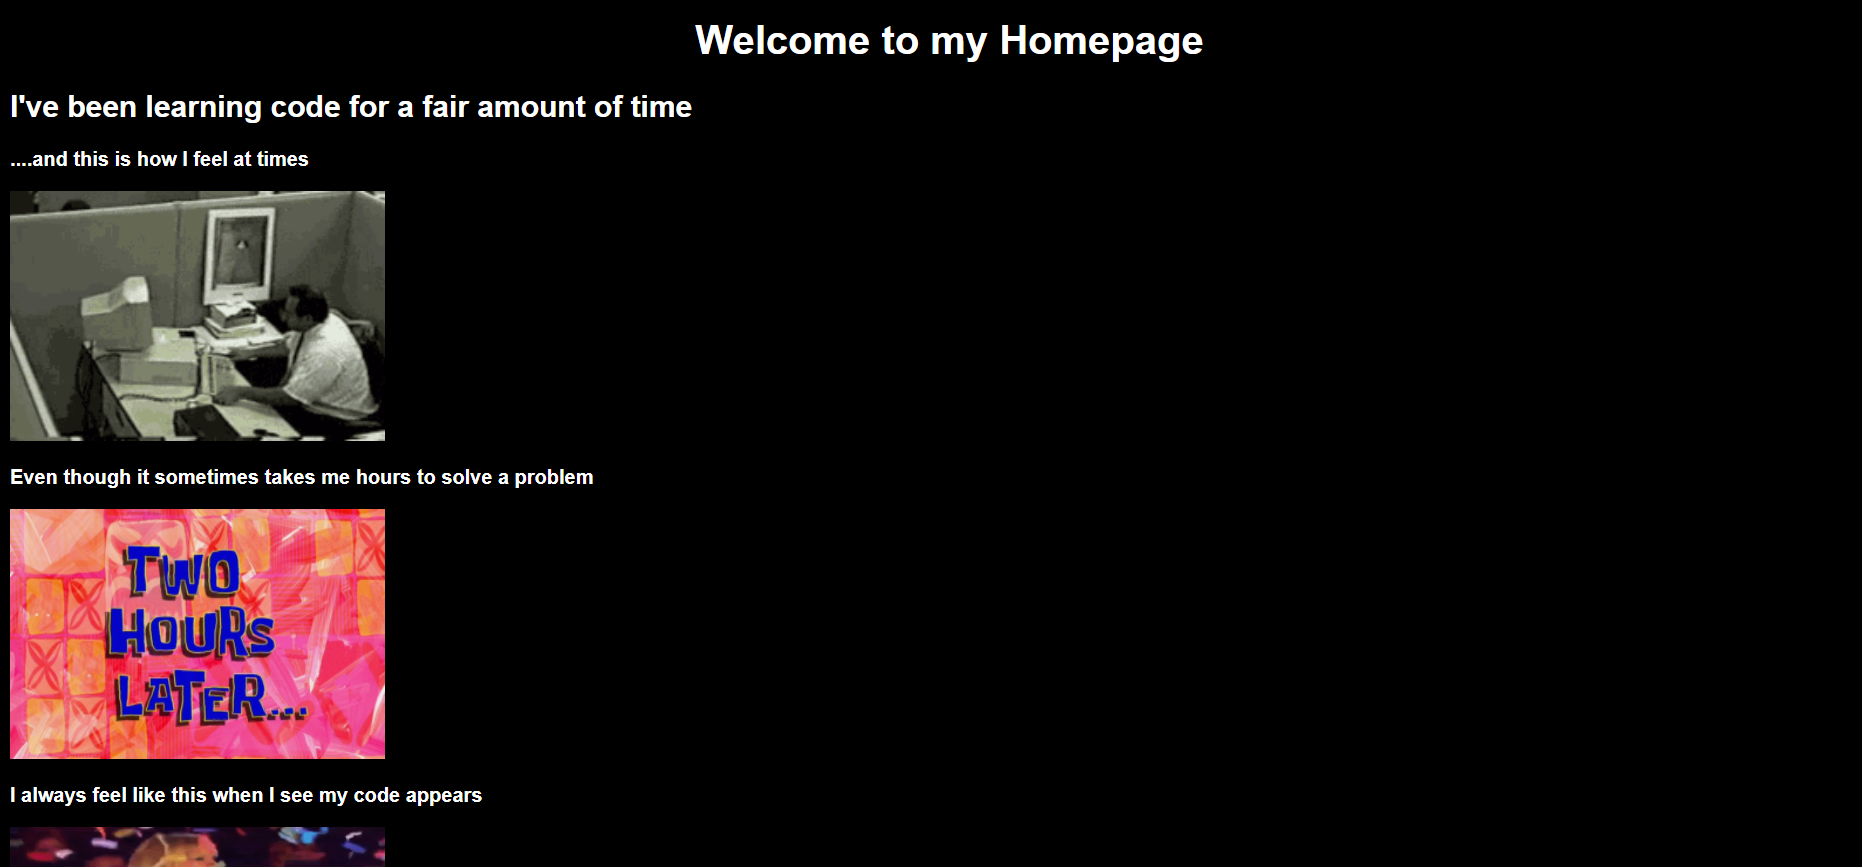 Welcome to my Homepage
I've been learning code for a fair amount of time
....and this is how I feel at times
Even though it sometimes takes me hours to solve a problem
TWO
HOURS
LATER...
I always feel like this when I see my code appears